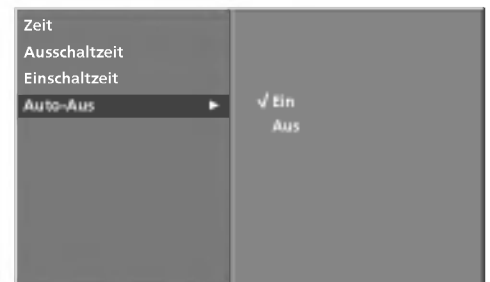 Zeit
Ausschaltzeit
Einschaltzeit
Auto-Aus ►
√ Ein
Aus